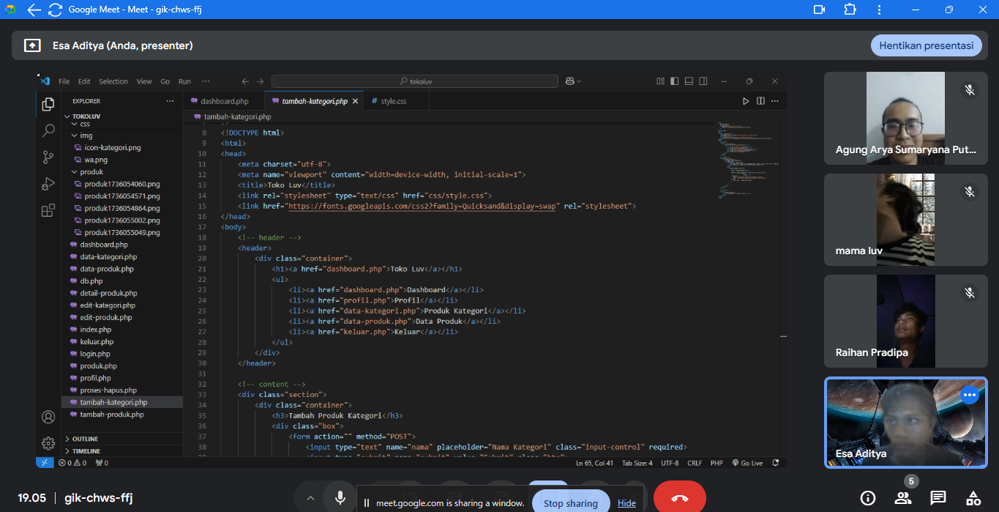 Google Meet - Meet - gik-chws-ffj
Esa Aditya (Anda, presenter)
Hentikan presentasi
File Edit Selection View Go Run ···
tokoluv
EXPLORER
TOKOLUV
css
img
icon-kategori.png
wa.png
produk
produk1736054060.png
produk1736054571.png
produk1736054864.png
produk1736055002.png
produk1736055049.png
dashboard.php
data-kategori.php
data-produk.php
db.php
detail-produk.php
edit-kategori.php
edit-produk.php
index.php
keluar.php
login.php
produk.php
profil.php
proses-hapus.php
tambah-kategori.php
tambah-produk.php
OUTLINE
TIMELINE
dashboard.php tambah-kategori.php # style.css
tambah-kategori.php
8 <!DOCTYPE html>
9 <html>
10 <head>
11 <meta charset="utf-8">
12 <meta name="viewport" content="width=device-width, initial-scale=1">
13 <title>Toko Luv</title>
14 <link rel="stylesheet" type="text/css" href="css/style.css">
15 <link href="https://fonts.googleapis.com/css2?family=Quicksand&display=swap" rel="stylesheet">
16 </head>
17 <body>
18 <!-- header -->
19 <header>
20 <div class="container">
21 <h1><a href="dashboard.php">Toko Luv</a></h1>
22 <ul>
23 <li><a href="dashboard.php">Dashboard</a></li>
24 <li><a href="profil.php">Profil</a></li>
25 <li><a href="data-kategori.php">Produk Kategori</a></li>
26 <li><a href="data-produk.php">Data Produk</a></li>
27 <li><a href="keluar.php">Keluar</a></li>
28 </ul>
29 </div>
30 </header>
31
32 <!-- content -->
33 <div class="section">
34 <div class="container">
35 <h3>Tambah Produk Kategori</h3>
36 <div class="box">
37 <form action="" method="POST">
38 <input type="text" name="nama" placeholder="Nama Kategori" class="input-control" required>
0 0 0 Ln 65, Col 41 Tab Size: 4 UTF-8 CRLF PHP Go Live
Agung Arya Sumaryana Put...
mama luv
Raihan Pradipa
Esa Aditya
19.05 | gik-chws-ffj
meet.google.com is sharing a window.
Stop sharing
Hide
5